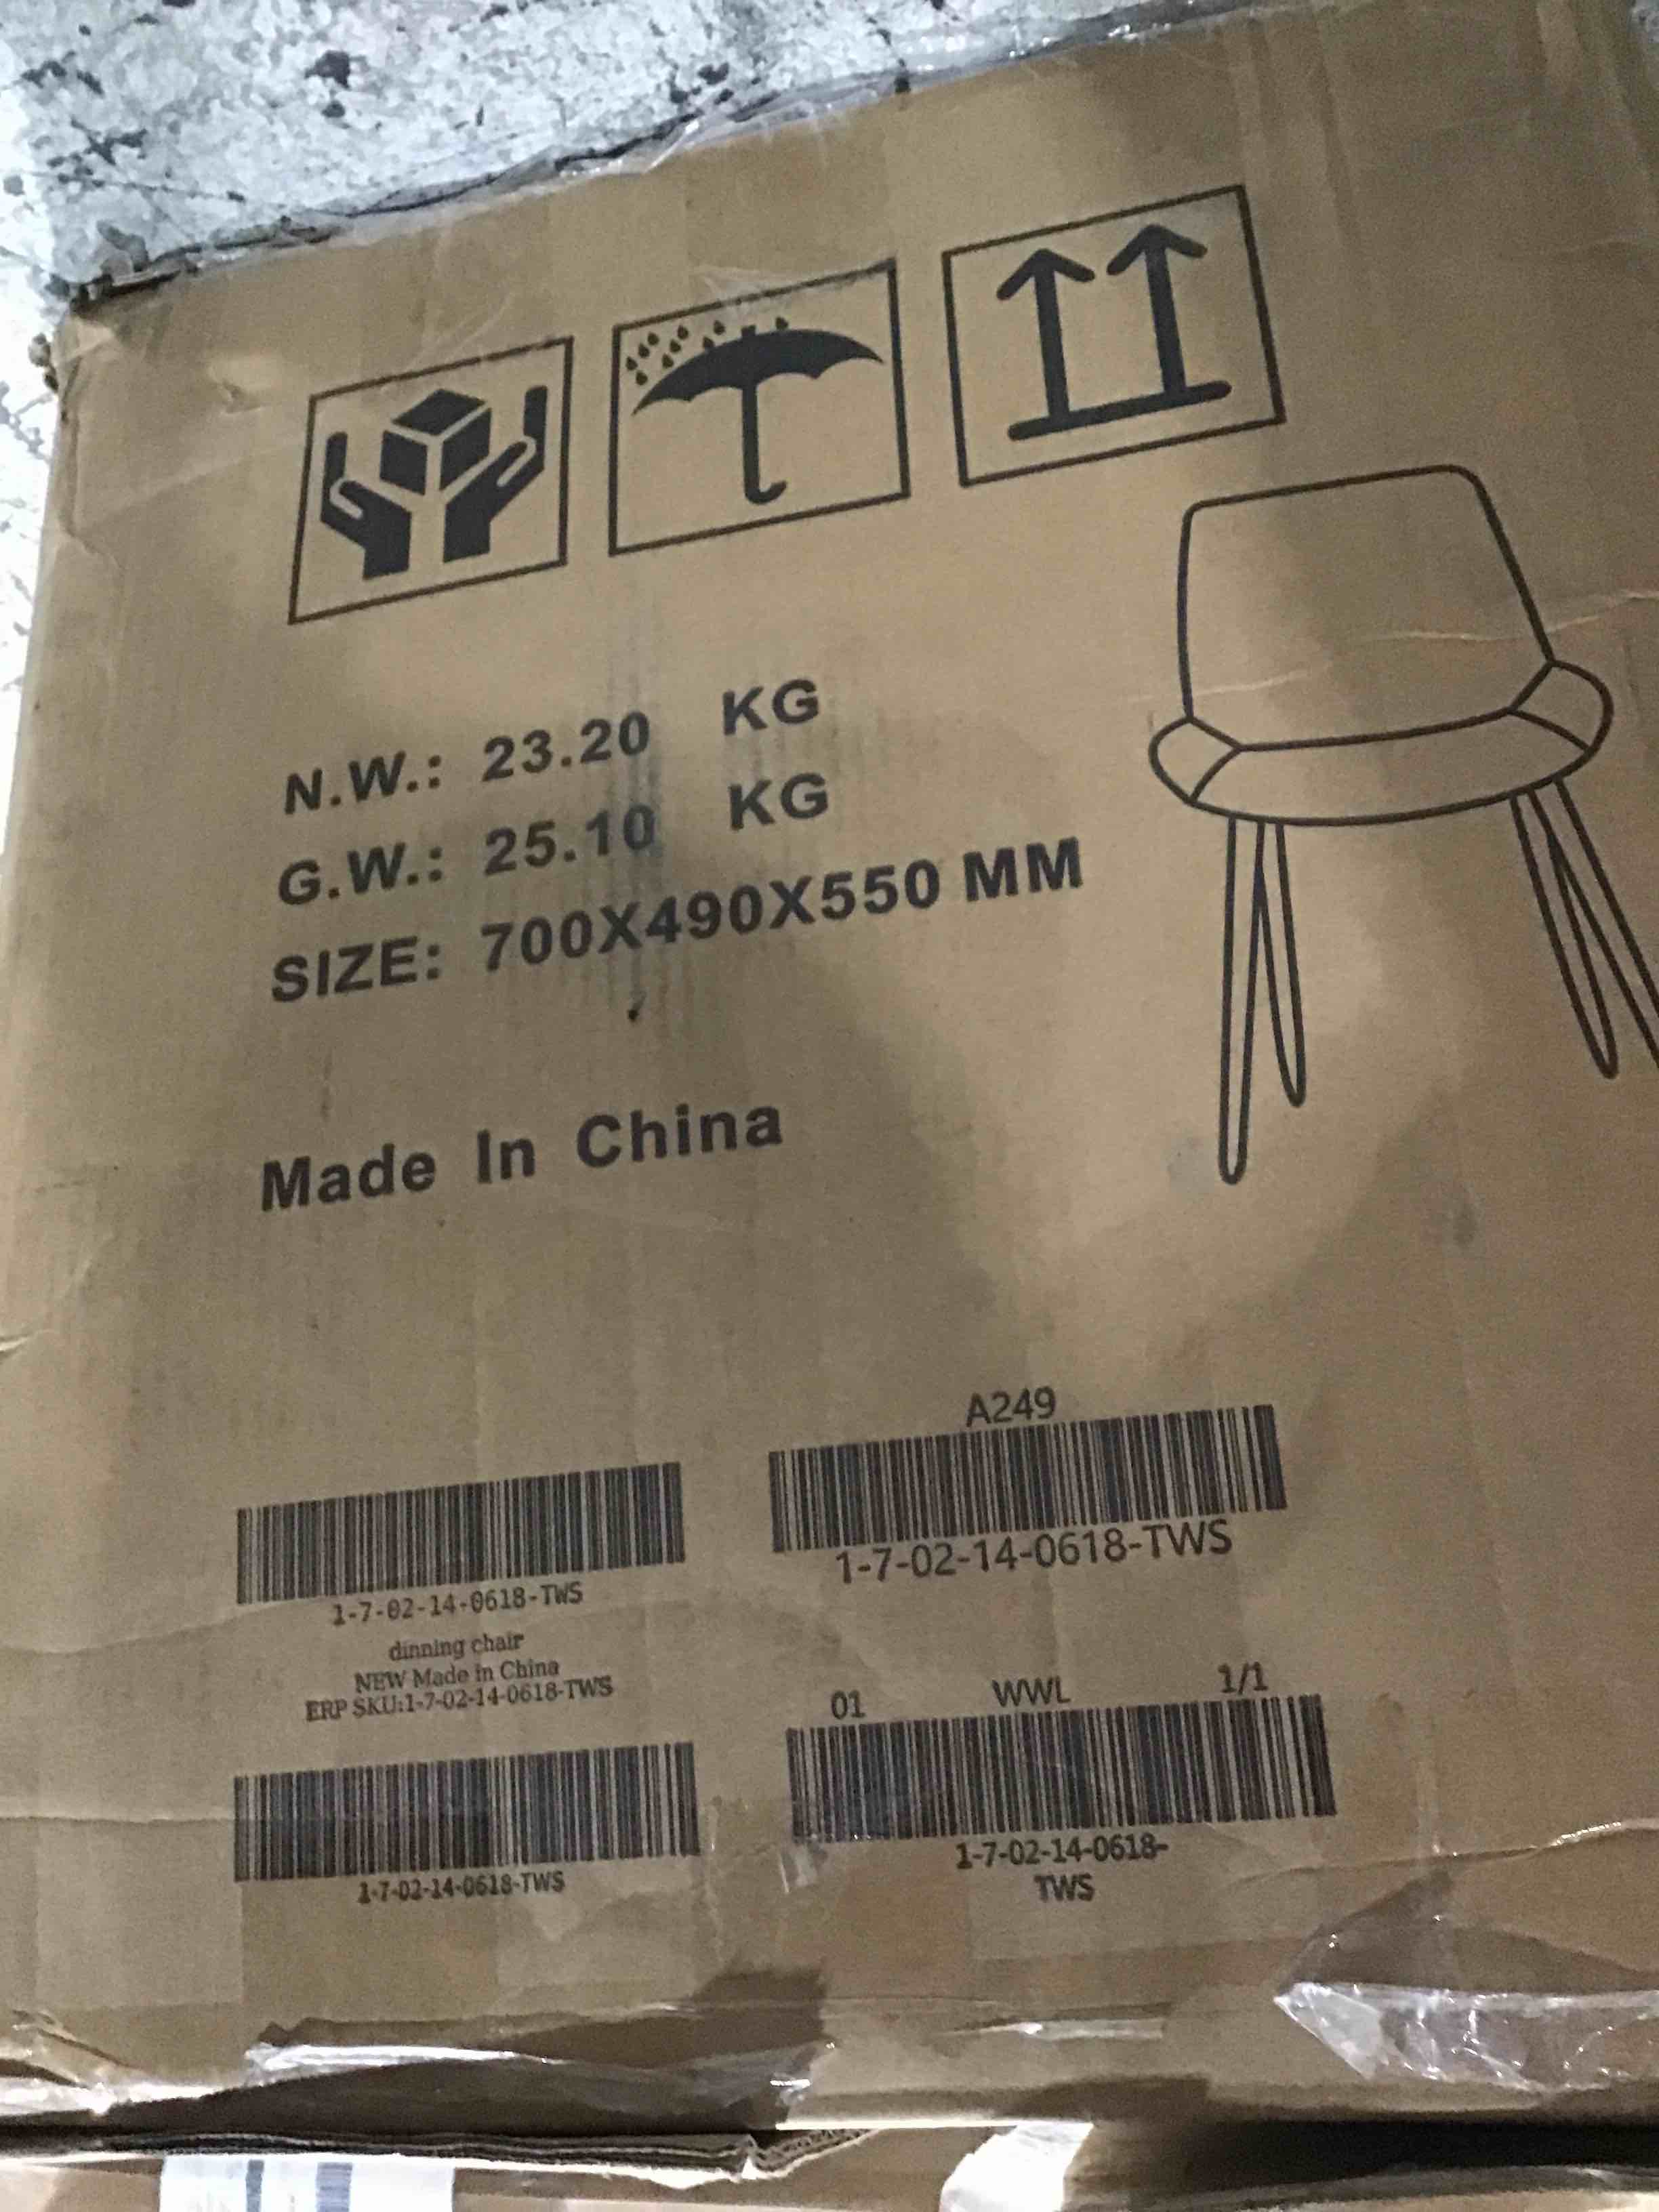 N.W.: 23.20 KG
G.W.: 25.10 KG
SIZE: 700X490X550 MM
Made In China
A249
1-7-02-14-0618-TWS
1-7-02-14-0618-TWS
dinning chair
NEW Made in China
ERP SKU:1-7-02-14-0618-TWS
01 WWL 1/1
1-7-02-14-0618-TWS
1-7-02-14-0618-
TWS